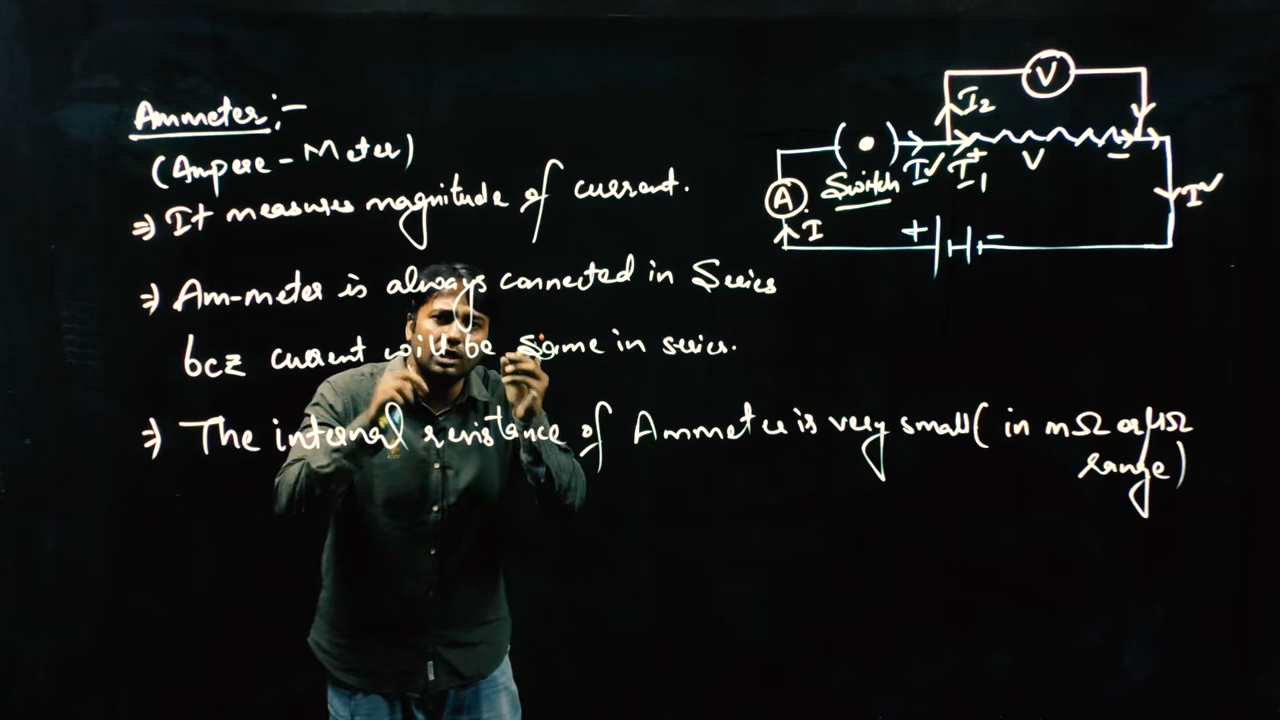 Ammeter :-
(Ampere - Meter)
⇒ It measures magnitude of current.
⇒ Am-meter is always connected in Series
bcz current will be same in series.
⇒ The internal resistance of Ammeter is very small ( in mΩ or μΩ
range)
V
I2
( • )
I
I1
+
V
-
I
A
Switch
I
+
-